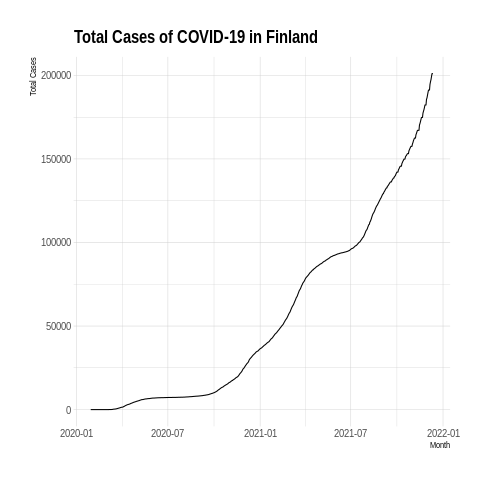 Total Cases of COVID-19 in Finland
Total Cases
200000
150000
100000
50000
0
2020-01 2020-07 2021-01 2021-07 2022-01
Month